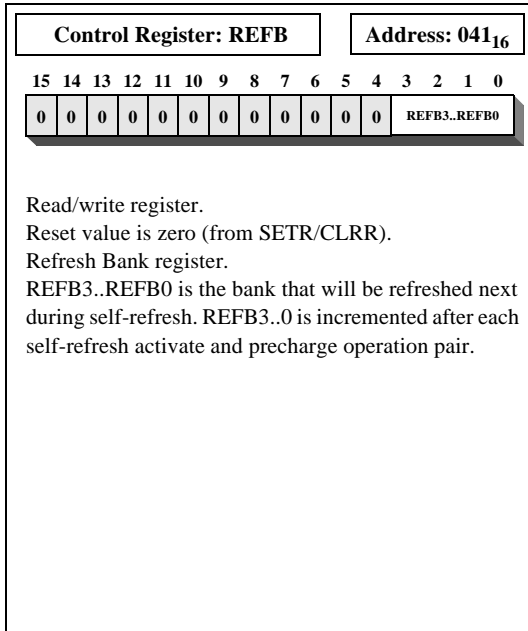 Control Register: REFB Address: 041₁₆
15 14 13 12 11 10 9 8 7 6 5 4 3 2 1 0
0 0 0 0 0 0 0 0 0 0 0 0 REFB3..REFB0
Read/write register.
Reset value is zero (from SETR/CLRR).
Refresh Bank register.
REFB3..REFB0 is the bank that will be refreshed next
during self-refresh. REFB3..0 is incremented after each
self-refresh activate and precharge operation pair.